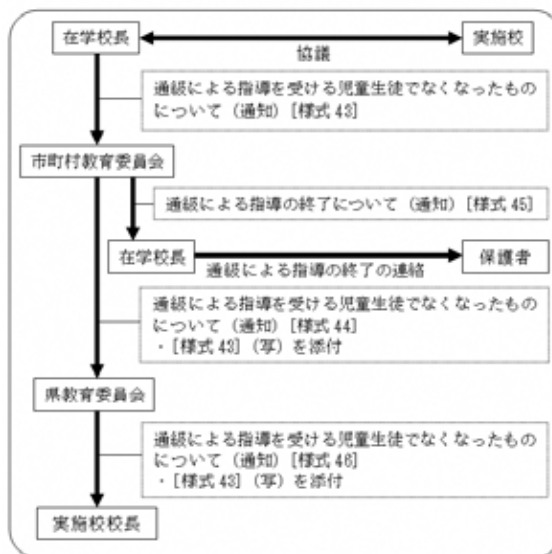 在学校長
実施校
協議
通級による指導を受ける児童生徒でなくなったもの
について（通知）［様式43］
市町村教育委員会
通級による指導の終了について（通知）［様式45］
在学校長
保護者
通級による指導の終了の連絡
通級による指導を受ける児童生徒でなくなったもの
について（通知）［様式44］
・［様式43］（写）を添付
県教育委員会
通級による指導を受ける児童生徒でなくなったもの
について（通知）［様式46］
・［様式43］（写）を添付
実施校校長